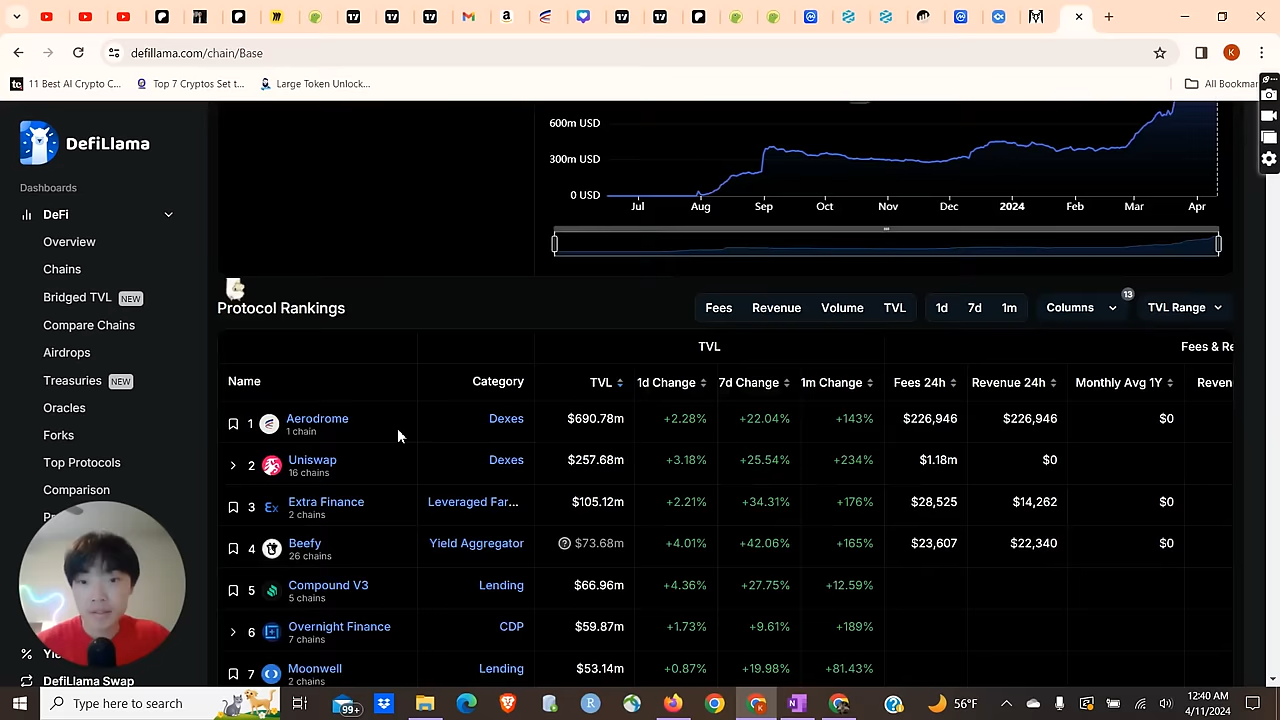 defillama.com/chain/Base
11 Best AI Crypto C...
Top 7 Cryptos Set t...
Large Token Unlock...
All Bookmar
DefiLlama
Dashboards
DeFi
Overview
Chains
Bridged TVL NEW
Compare Chains
Airdrops
Treasuries NEW
Oracles
Forks
Top Protocols
Comparison
DefiLlama Swap
600m USD
300m USD
0 USD
Jul Aug Sep Oct Nov Dec 2024 Feb Mar Apr
Protocol Rankings
Fees Revenue Volume TVL 1d 7d 1m Columns 13 TVL Range
TVL Fees & Re
Name Category TVL 1d Change 7d Change 1m Change Fees 24h Revenue 24h Monthly Avg 1Y Reven
1 Aerodrome Dexes $690.78m +2.28% +22.04% +143% $226,946 $226,946 $0
1 chain
2 Uniswap Dexes $257.68m +3.18% +25.54% +234% $1.18m $0
16 chains
3 Extra Finance Leveraged Far... $105.12m +2.21% +34.31% +176% $28,525 $14,262 $0
2 chains
4 Beefy Yield Aggregator $73.68m +4.01% +42.06% +165% $23,607 $22,340 $0
26 chains
5 Compound V3 Lending $66.96m +4.36% +27.75% +12.59%
5 chains
6 Overnight Finance CDP $59.87m +1.73% +9.61% +189%
7 chains
7 Moonwell Lending $53.14m +0.87% +19.98% +81.43%
2 chains
Type here to search
99+
56°F
12:40 AM
4/11/2024